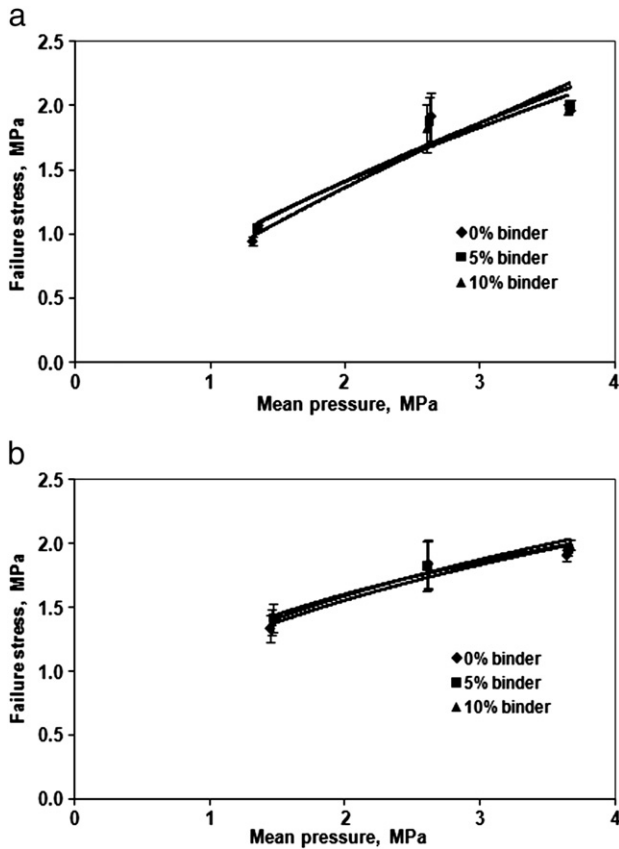 a
2.5
2.0
1.5
1.0
0.5
0.0
Failure stress, MPa
0% binder
5% binder
10% binder
0 1 2 3 4
Mean pressure, MPa
b
2.5
2.0
1.5
1.0
0.5
0.0
Failure stress, MPa
0% binder
5% binder
10% binder
0 1 2 3 4
Mean pressure, MPa